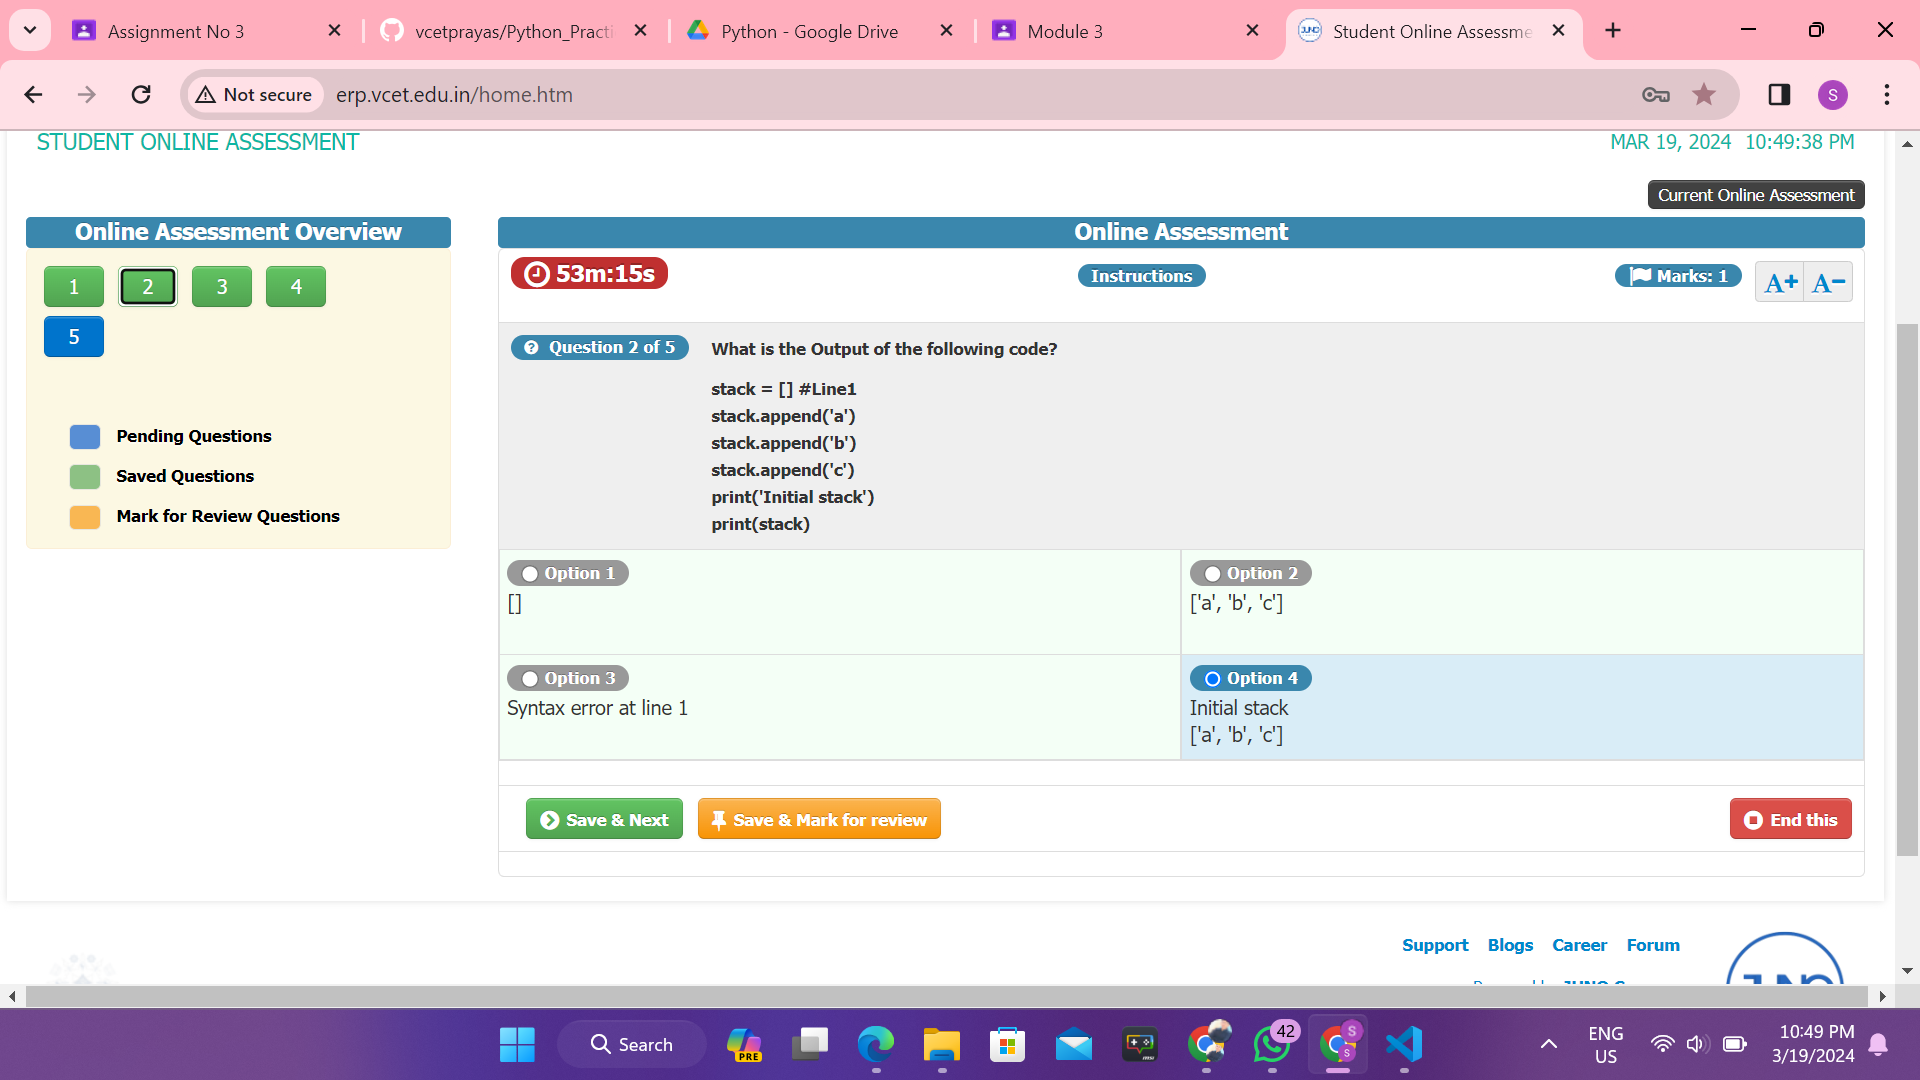 Assignment No 3
vcetprayas/Python_Practi
Python - Google Drive
Module 3
Student Online Assessme
Not secure
erp.vcet.edu.in/home.htm
S
STUDENT ONLINE ASSESSMENT
MAR 19, 2024 10:49:38 PM
Current Online Assessment
Online Assessment Overview
1
2
3
4
5
Pending Questions
Saved Questions
Mark for Review Questions
Online Assessment
53m:15s
Instructions
Marks: 1
A+
A-
Question 2 of 5
What is the Output of the following code?
stack = [] #Line1
stack.append('a')
stack.append('b')
stack.append('c')
print('Initial stack')
print(stack)
Option 1
[]
Option 2
['a', 'b', 'c']
Option 3
Syntax error at line 1
Option 4
Initial stack
['a', 'b', 'c']
Save & Next
Save & Mark for review
End this
Support Blogs Career Forum
Search
PRE
42
S
S
ENG
US
10:49 PM
3/19/2024